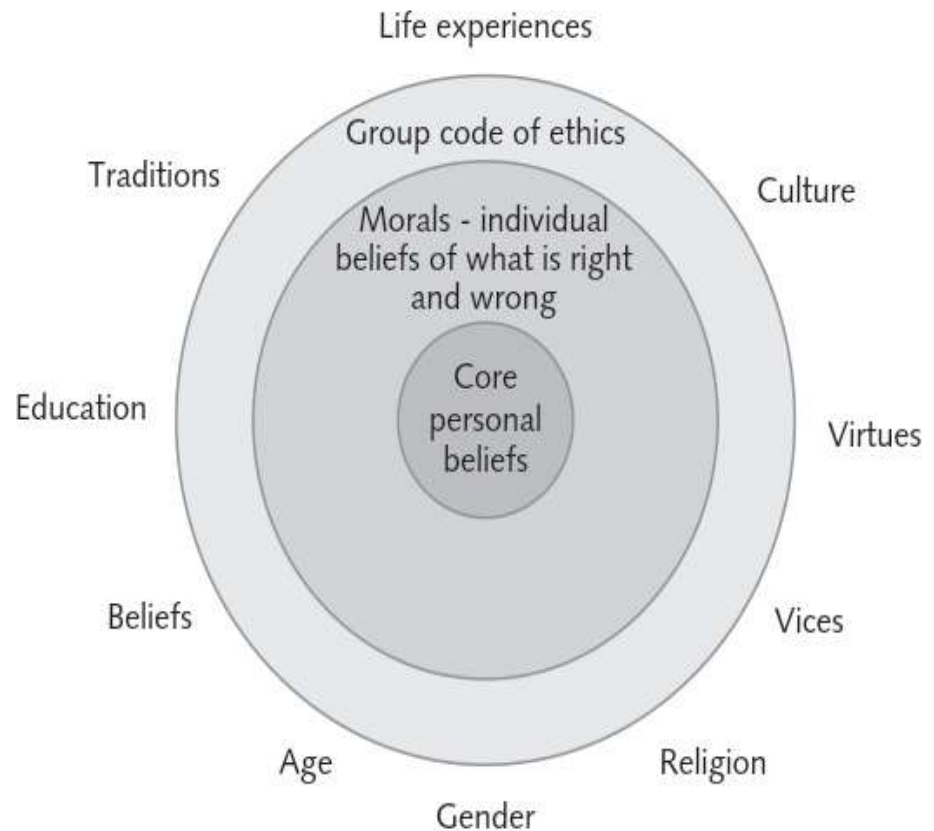 Life experiences
Group code of ethics
Traditions
Culture
Morals - individual
beliefs of what is right
and wrong
Core
personal
beliefs
Education
Virtues
Beliefs
Vices
Age
Religion
Gender